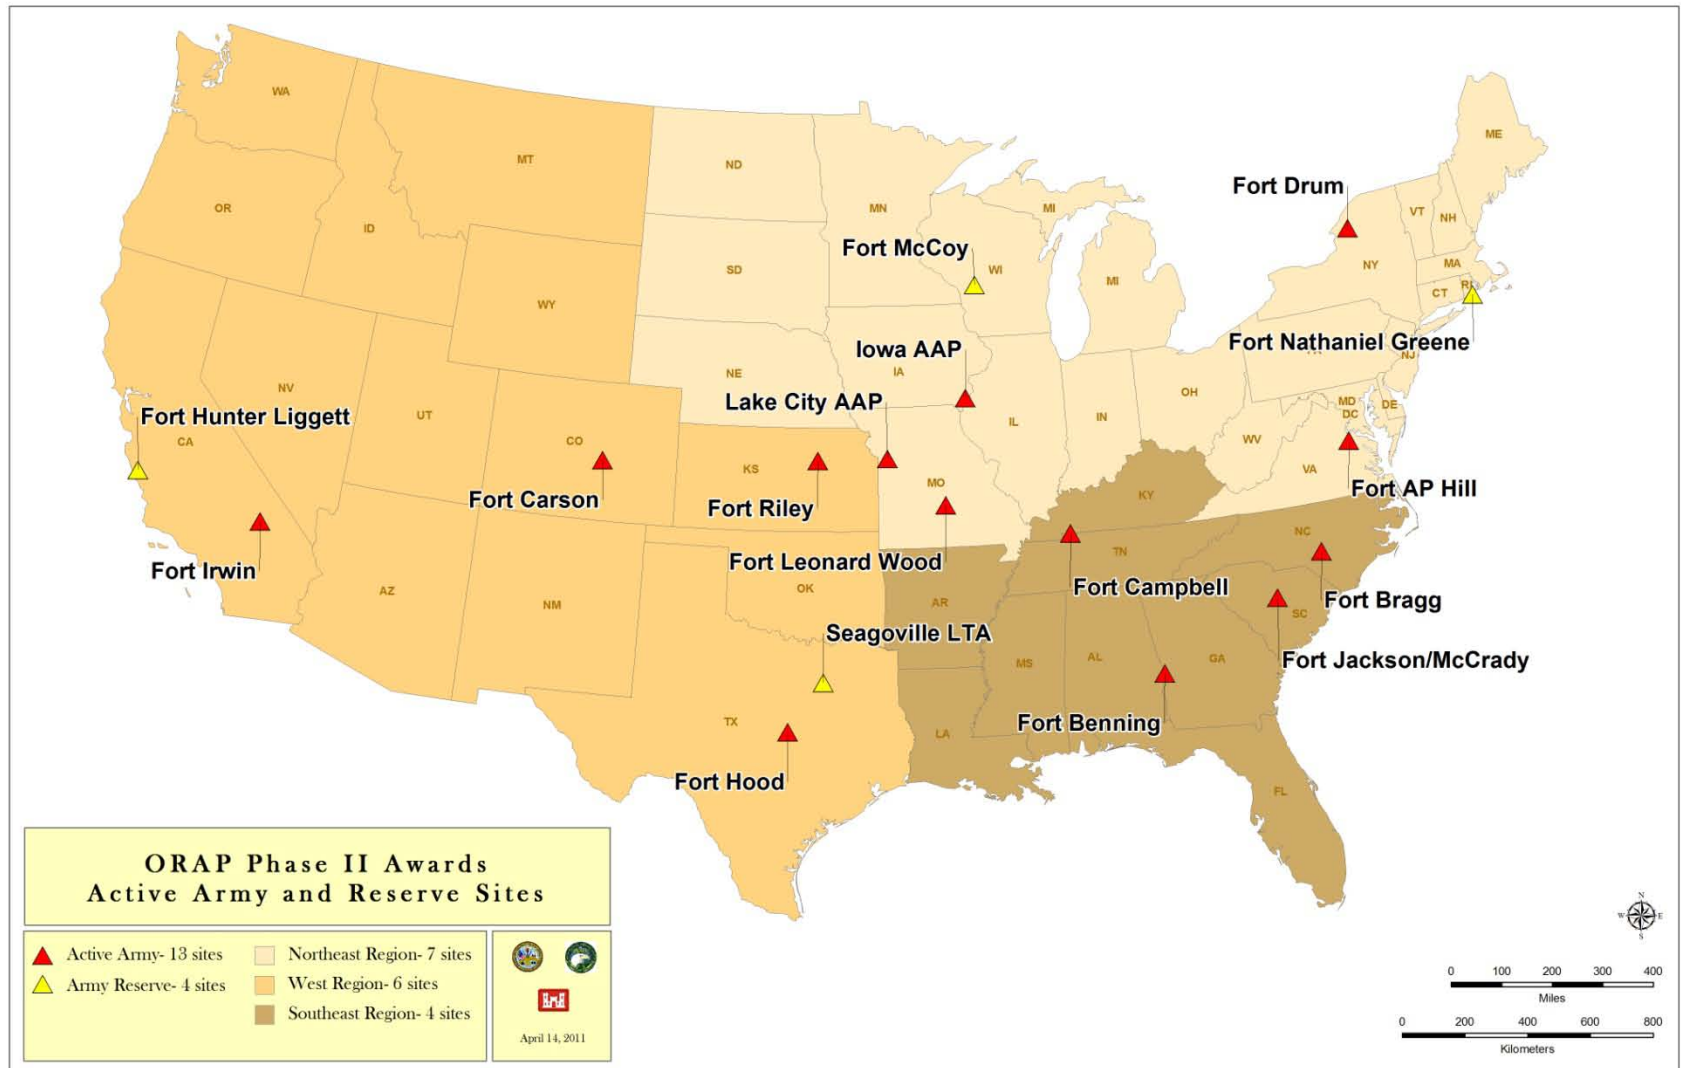 WA
MT
ND
ME
MN
OR
ID
MI
VT
NH
Fort Drum
Fort McCoy
WI
SD
NY
MA
MI
CT
RI
WY
Iowa AAP
IA
Fort Nathaniel Greene
NJ
NE
NV
Lake City AAP
OH
MD
DE
DC
Fort Hunter Liggett
CA
UT
CO
IL
IN
WV
KS
VA
MO
Fort Carson
Fort Riley
Fort AP Hill
KY
NC
TN
Fort Irwin
Fort Leonard Wood
AZ
NM
OK
AR
Fort Campbell
Fort Bragg
SC
Seagoville LTA
MS
AL
GA
Fort Jackson/McCrady
TX
LA
Fort Benning
Fort Hood
FL
ORAP Phase II Awards
Active Army and Reserve Sites
Active Army- 13 sites
Army Reserve- 4 sites
Northeast Region- 7 sites
West Region- 6 sites
Southeast Region- 4 sites
April 14, 2011
N
W E
S
0 100 200 300 400
Miles
0 200 400 600 800
Kilometers